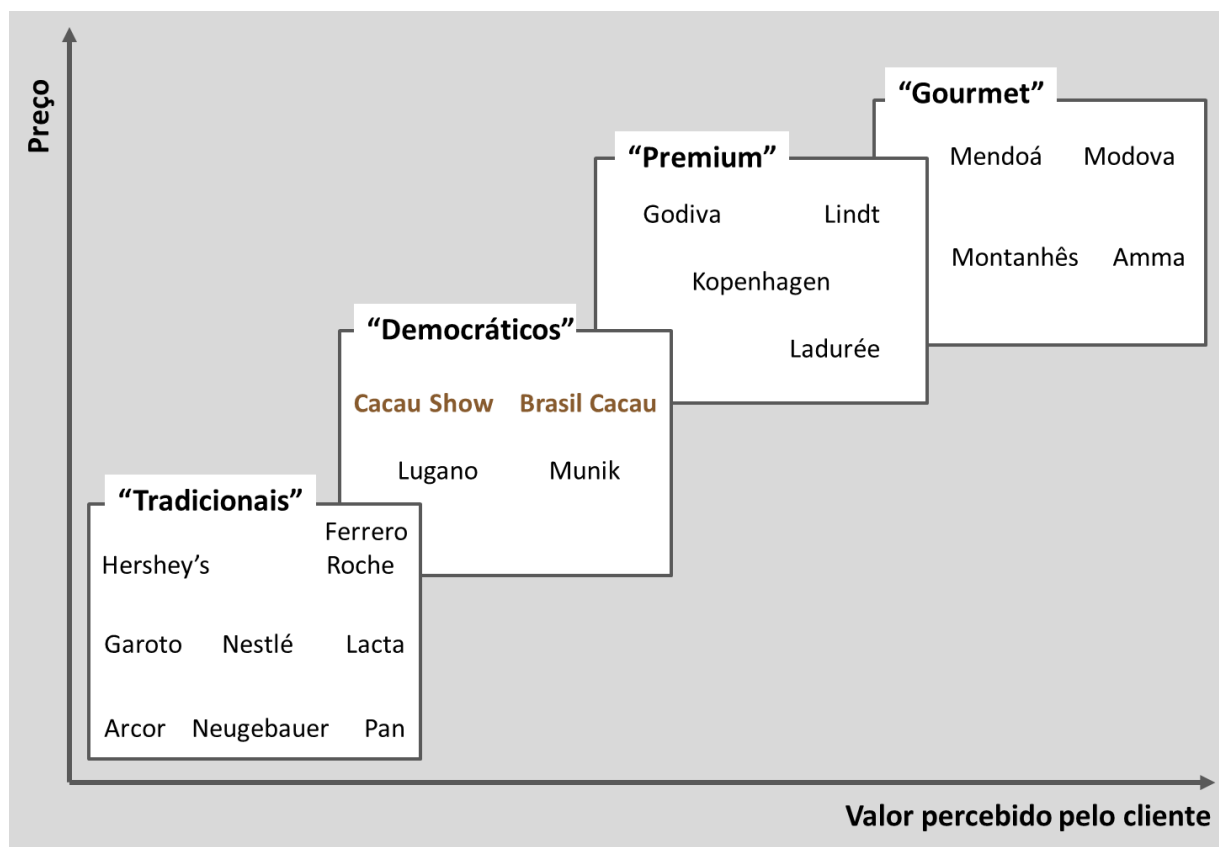 Preço
“Gourmet”
Mendoá Modova
Montanhês Amma
“Premium”
Godiva Lindt
Kopenhagen
Ladurée
“Democráticos”
Cacau Show Brasil Cacau
Lugano Munik
“Tradicionais”
Ferrero
Hershey’s Roche
Garoto Nestlé Lacta
Arcor Neugebauer Pan
Valor percebido pelo cliente